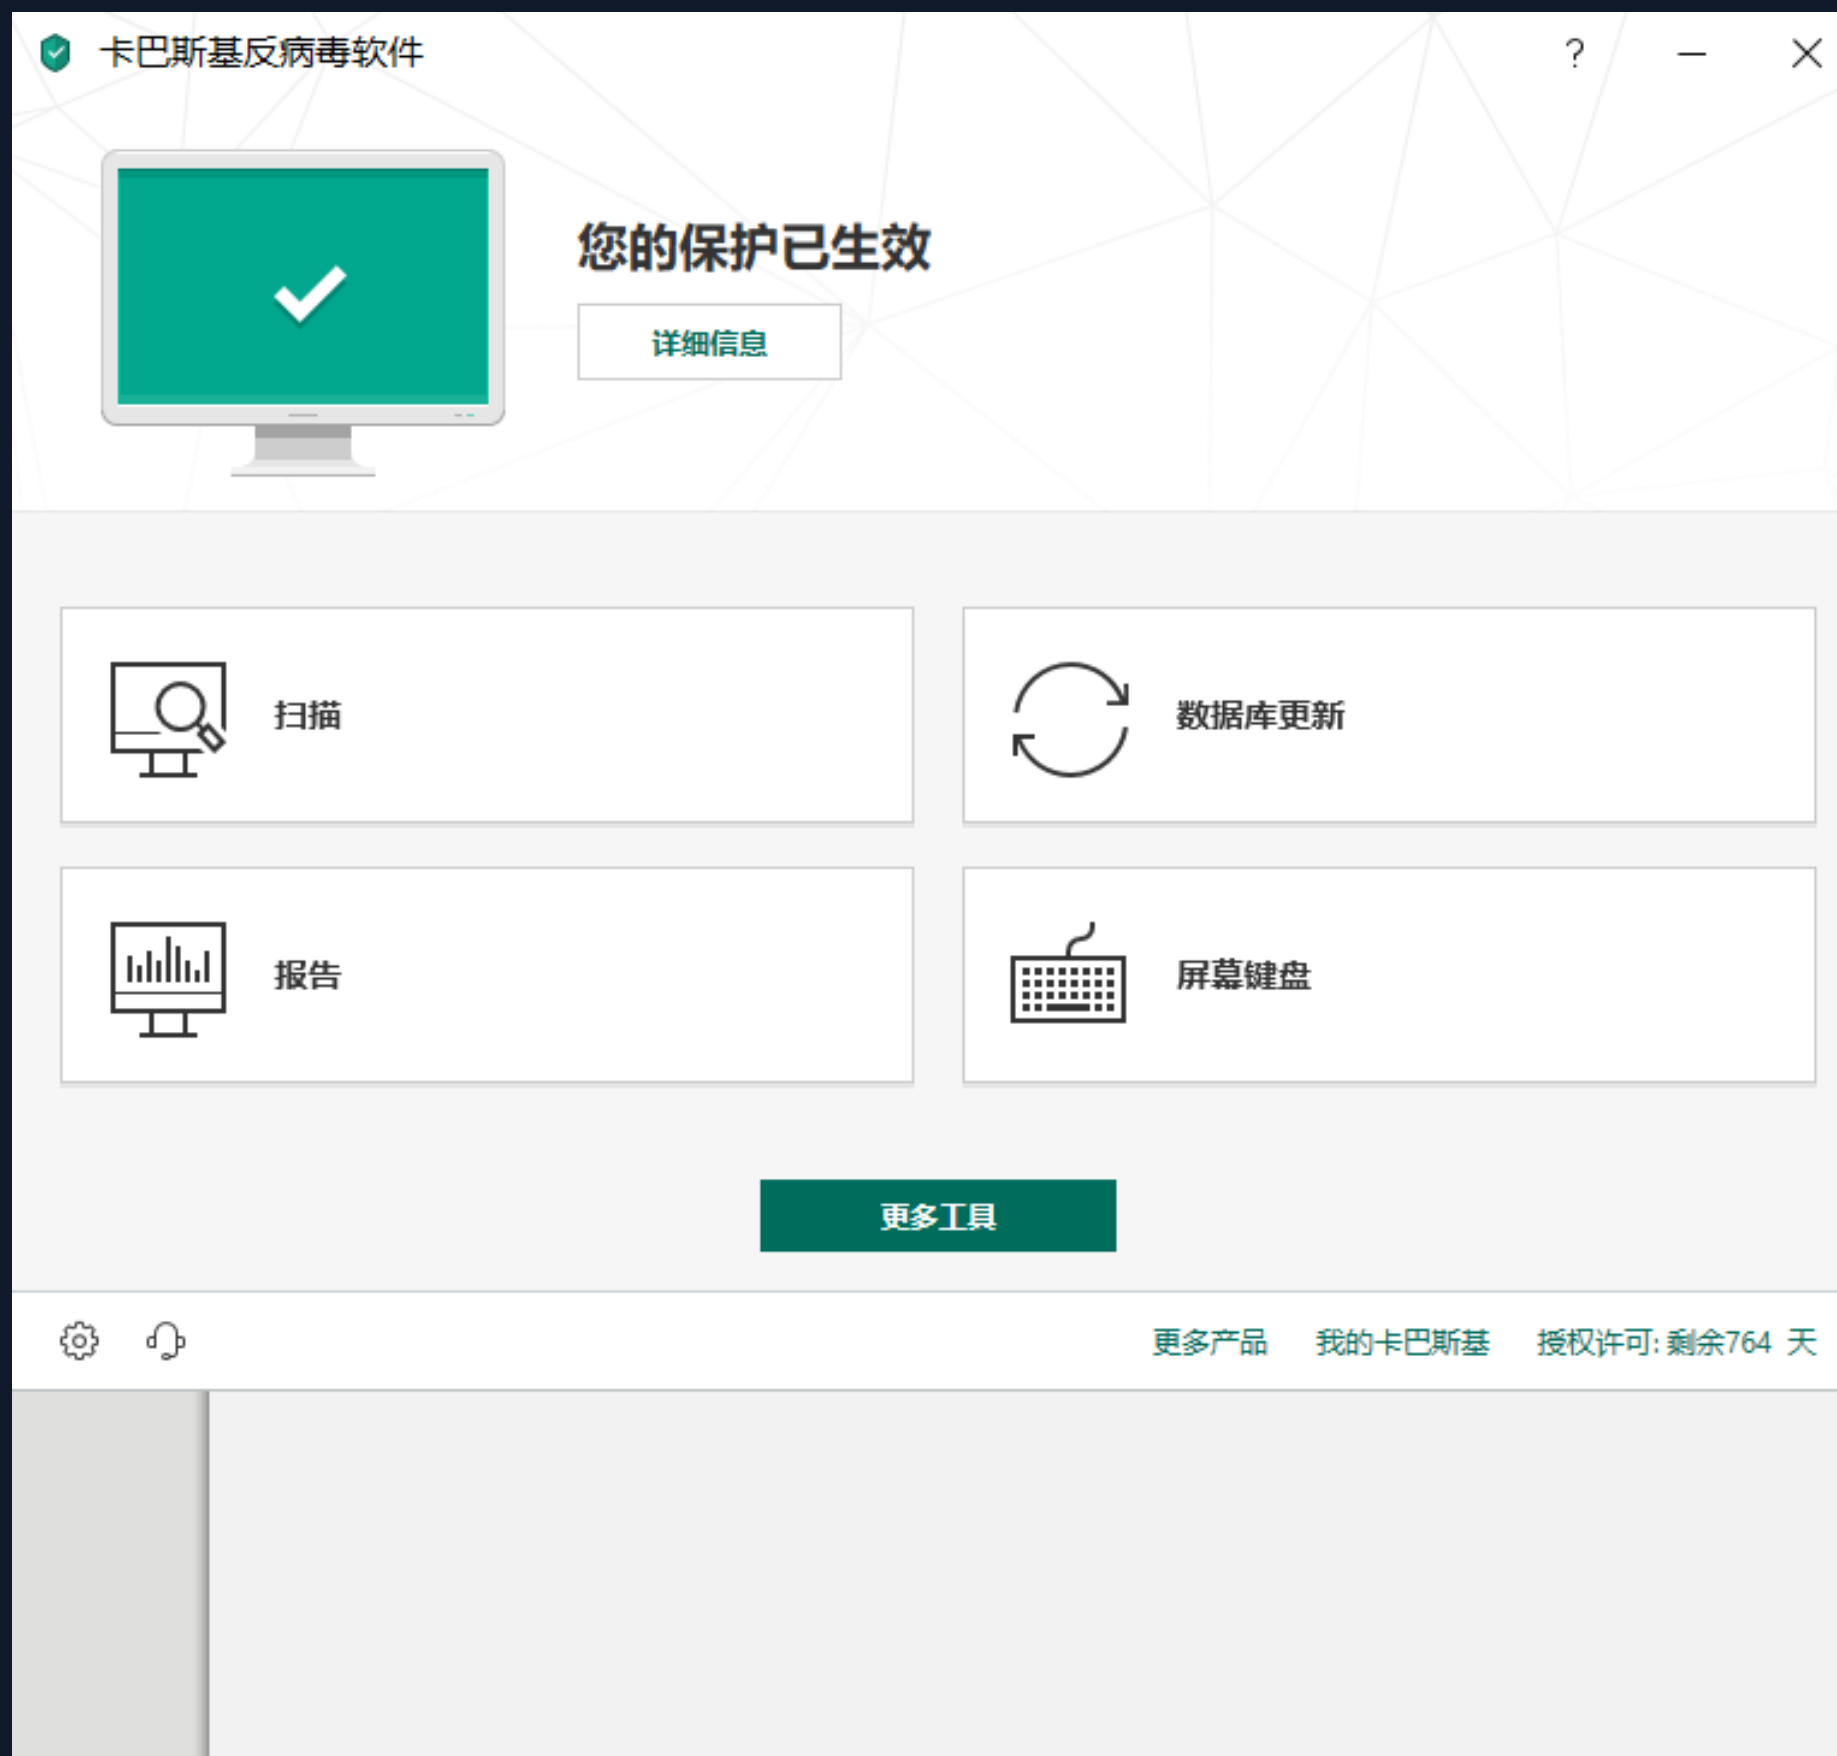 卡巴斯基反病毒软件
您的保护已生效
详细信息
扫描
数据库更新
报告
屏幕键盘
更多工具
更多产品 我的卡巴斯基 授权许可: 剩余764 天